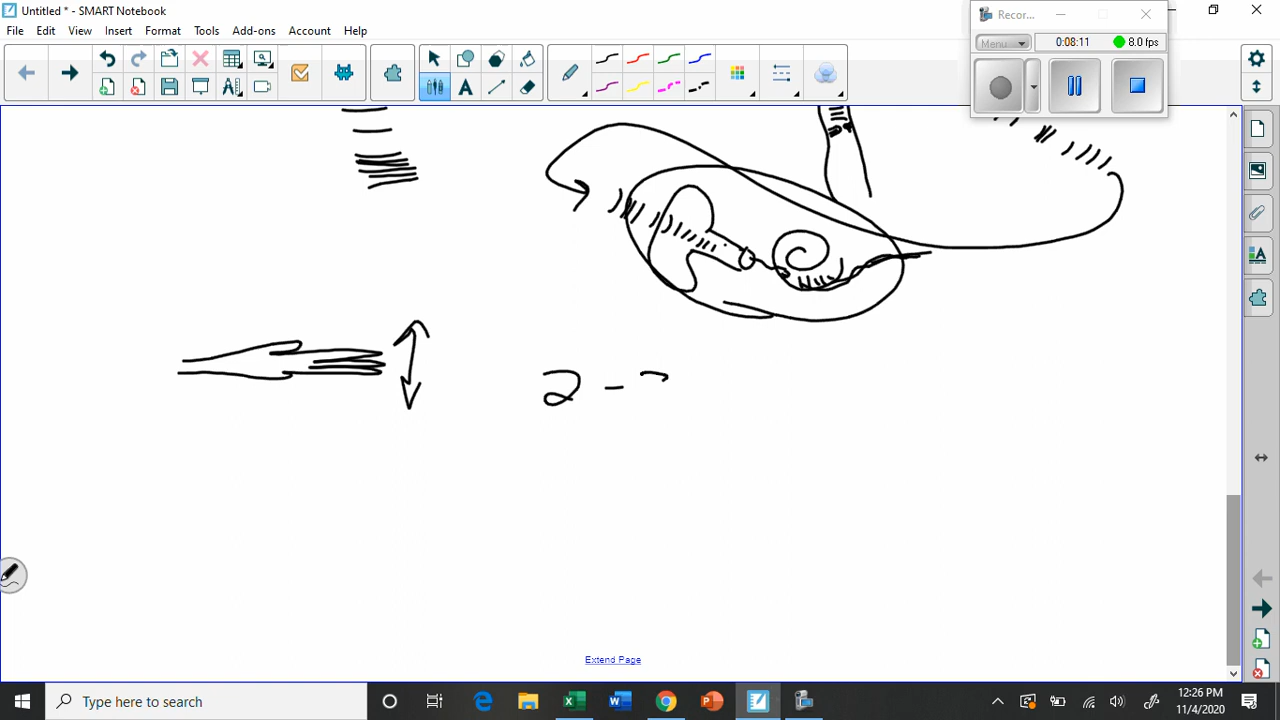 Untitled * - SMART Notebook
Recor...
File Edit View Insert Format Tools Add-ons Account Help
Menu
0:08:11
8.0 fps
2 -
Extend Page
Type here to search
12:26 PM
11/4/2020